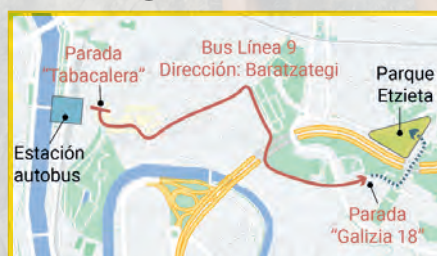 Parada
"Tabacalera"
Bus Línea 9
Dirección: Baratzategi
Parque
Etzieta
Estación
autobus
Parada
"Galizia 18"